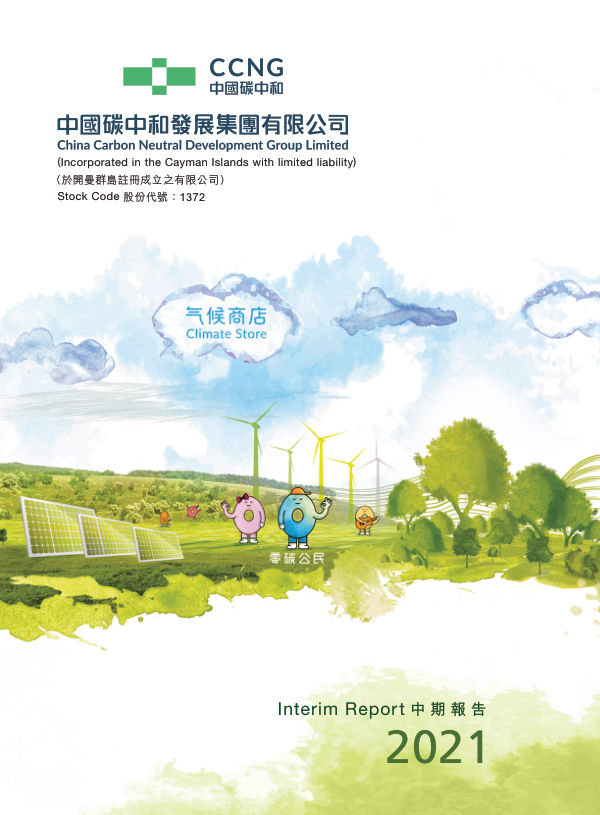 CCNG
中國碳中和
中國碳中和發展集團有限公司
China Carbon Neutral Development Group Limited
(Incorporated in the Cayman Islands with limited liability)
(於開曼群島註冊成立之有限公司)
Stock Code 股份代號：1372
气候商店
Climate Store
零碳公民
Interim Report 中期報告
2021